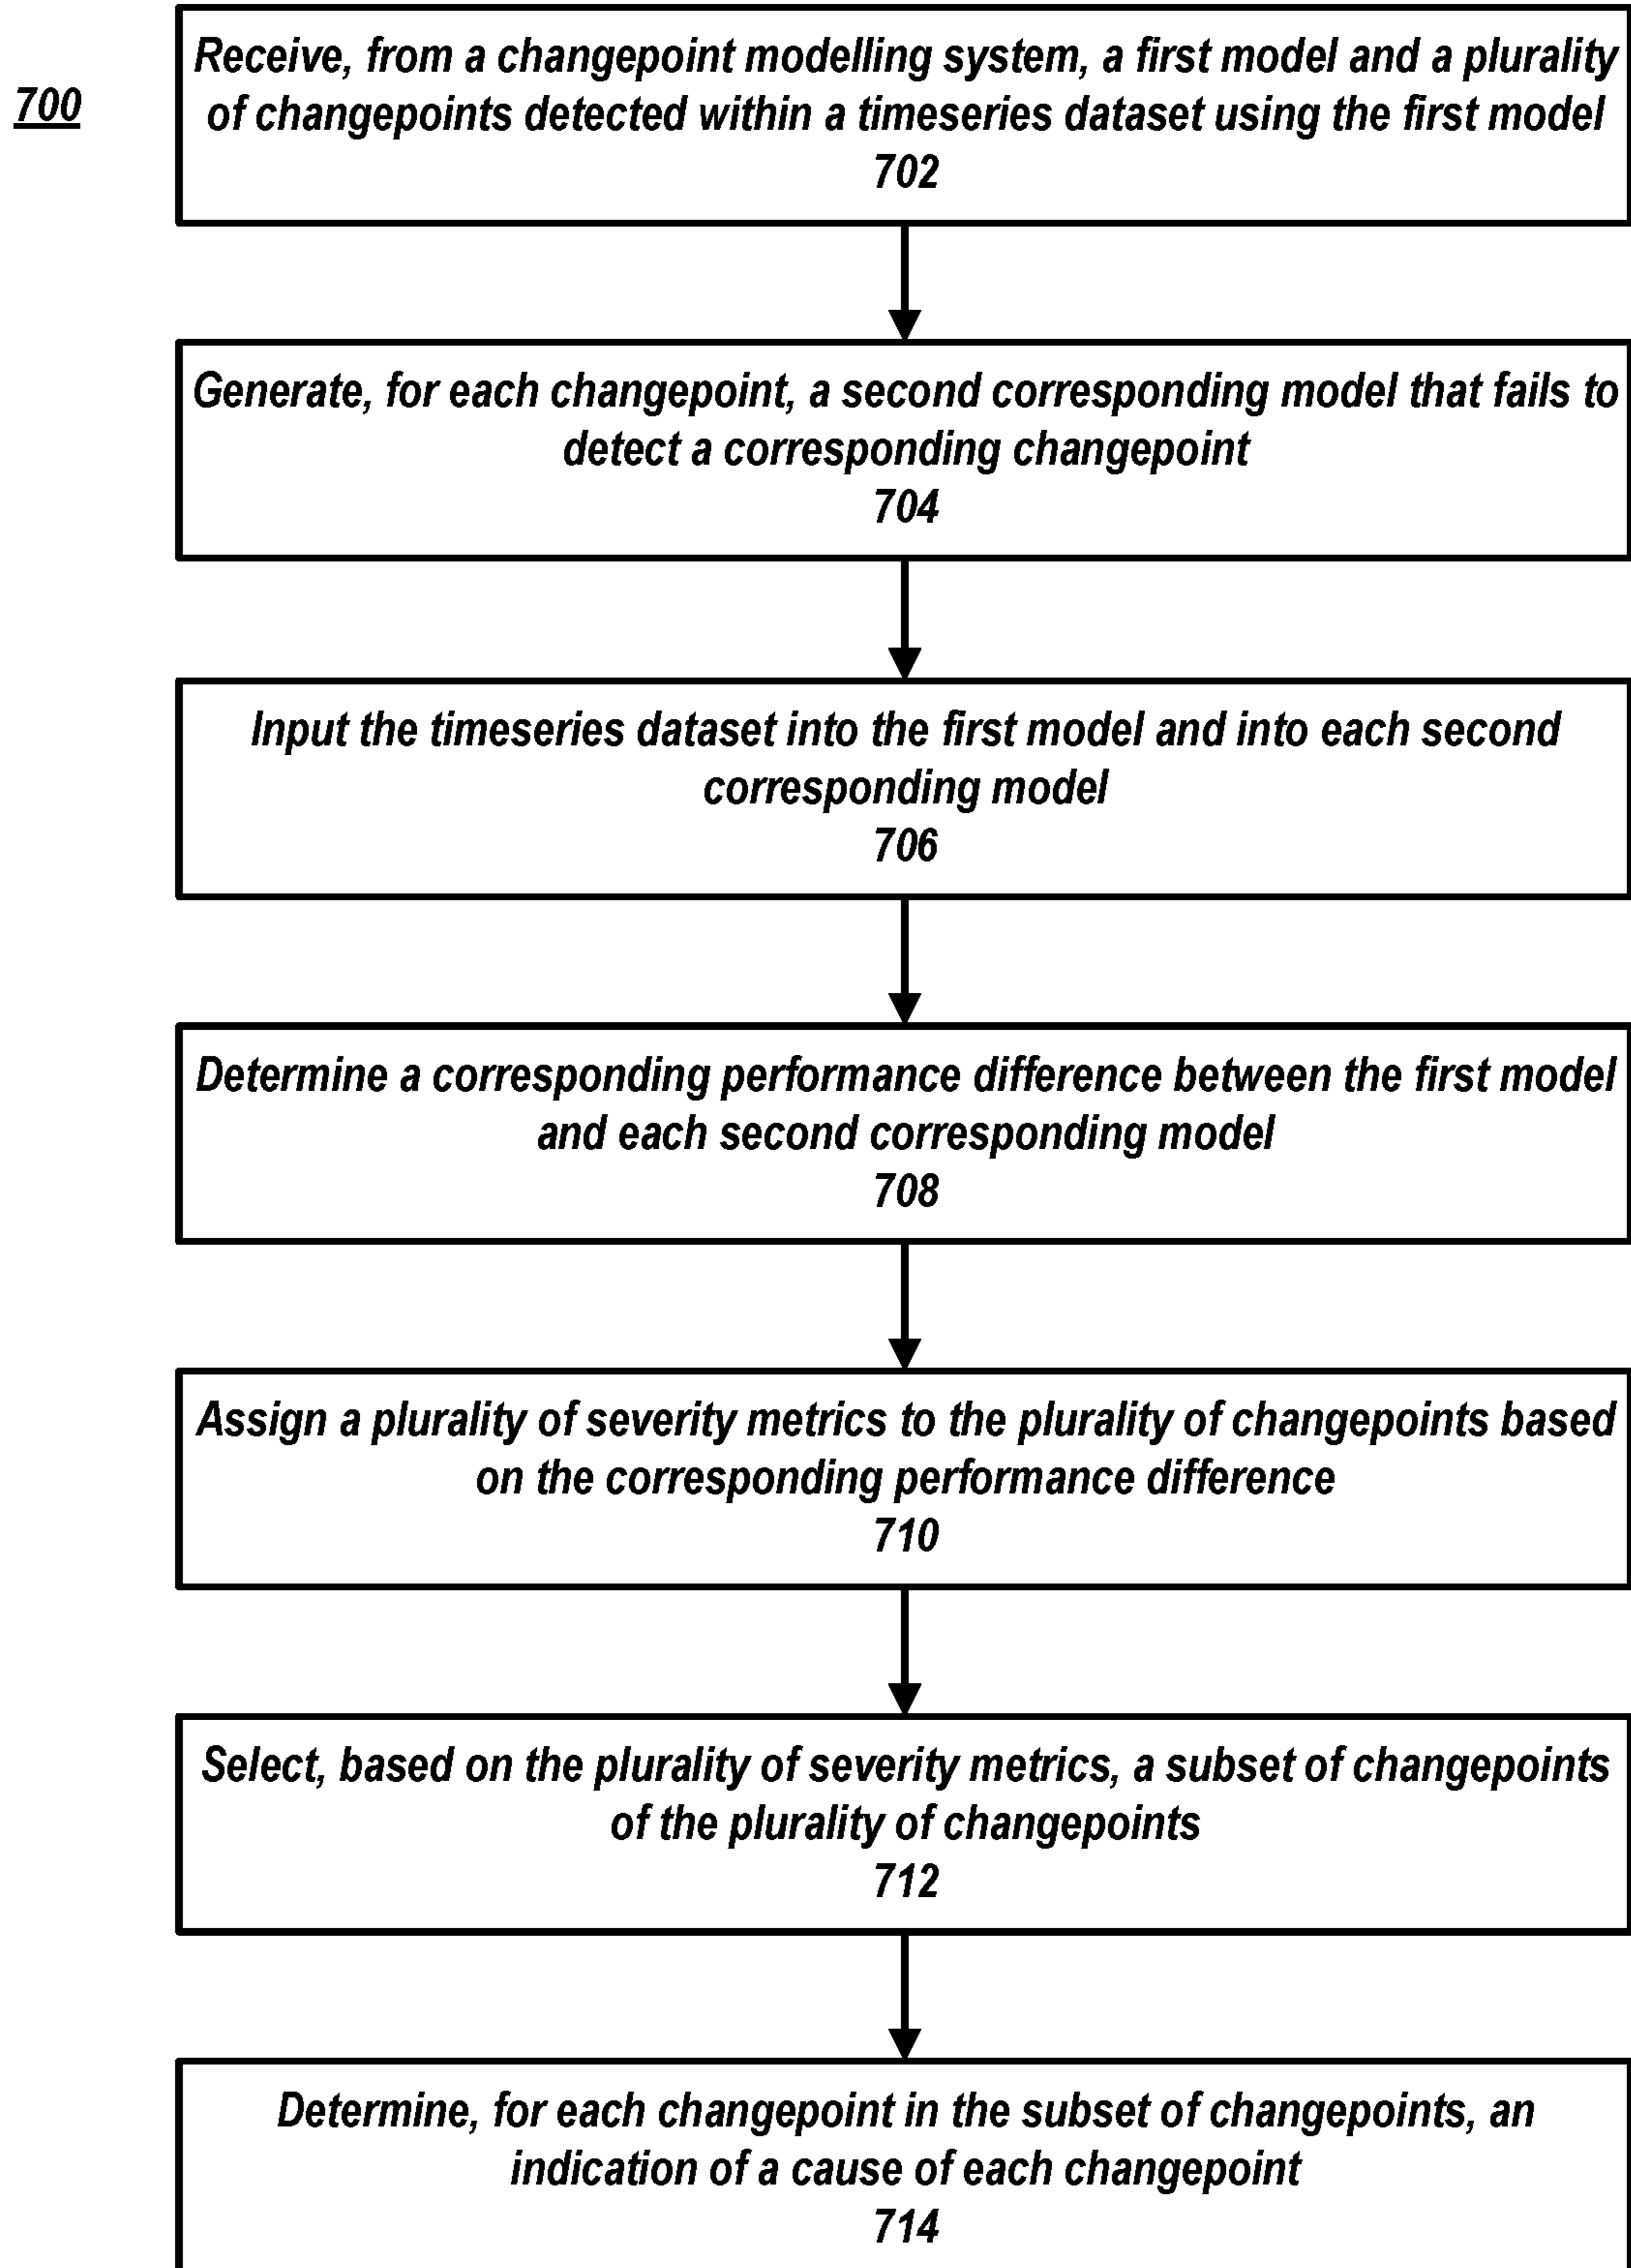 700
Receive, from a changepoint modelling system, a first model and a plurality
of changepoints detected within a timeseries dataset using the first model
702
Generate, for each changepoint, a second corresponding model that fails to
detect a corresponding changepoint
704
Input the timeseries dataset into the first model and into each second
corresponding model
706
Determine a corresponding performance difference between the first model
and each second corresponding model
708
Assign a plurality of severity metrics to the plurality of changepoints based
on the corresponding performance difference
710
Select, based on the plurality of severity metrics, a subset of changepoints
of the plurality of changepoints
712
Determine, for each changepoint in the subset of changepoints, an
indication of a cause of each changepoint
714